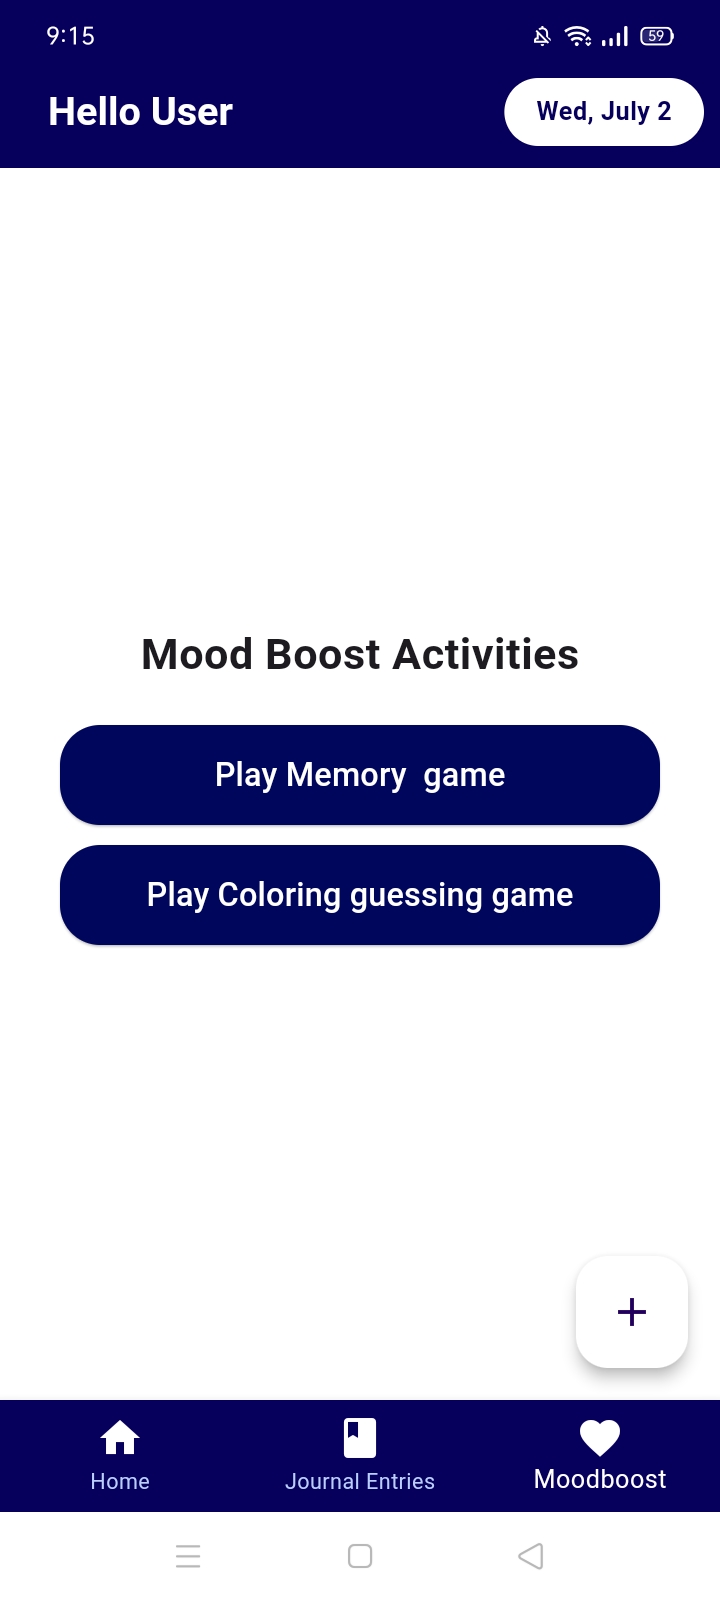 9:15
59
Hello User
Wed, July 2
Mood Boost Activities
Play Memory  game
Play Coloring guessing game
Home
Journal Entries
Moodboost